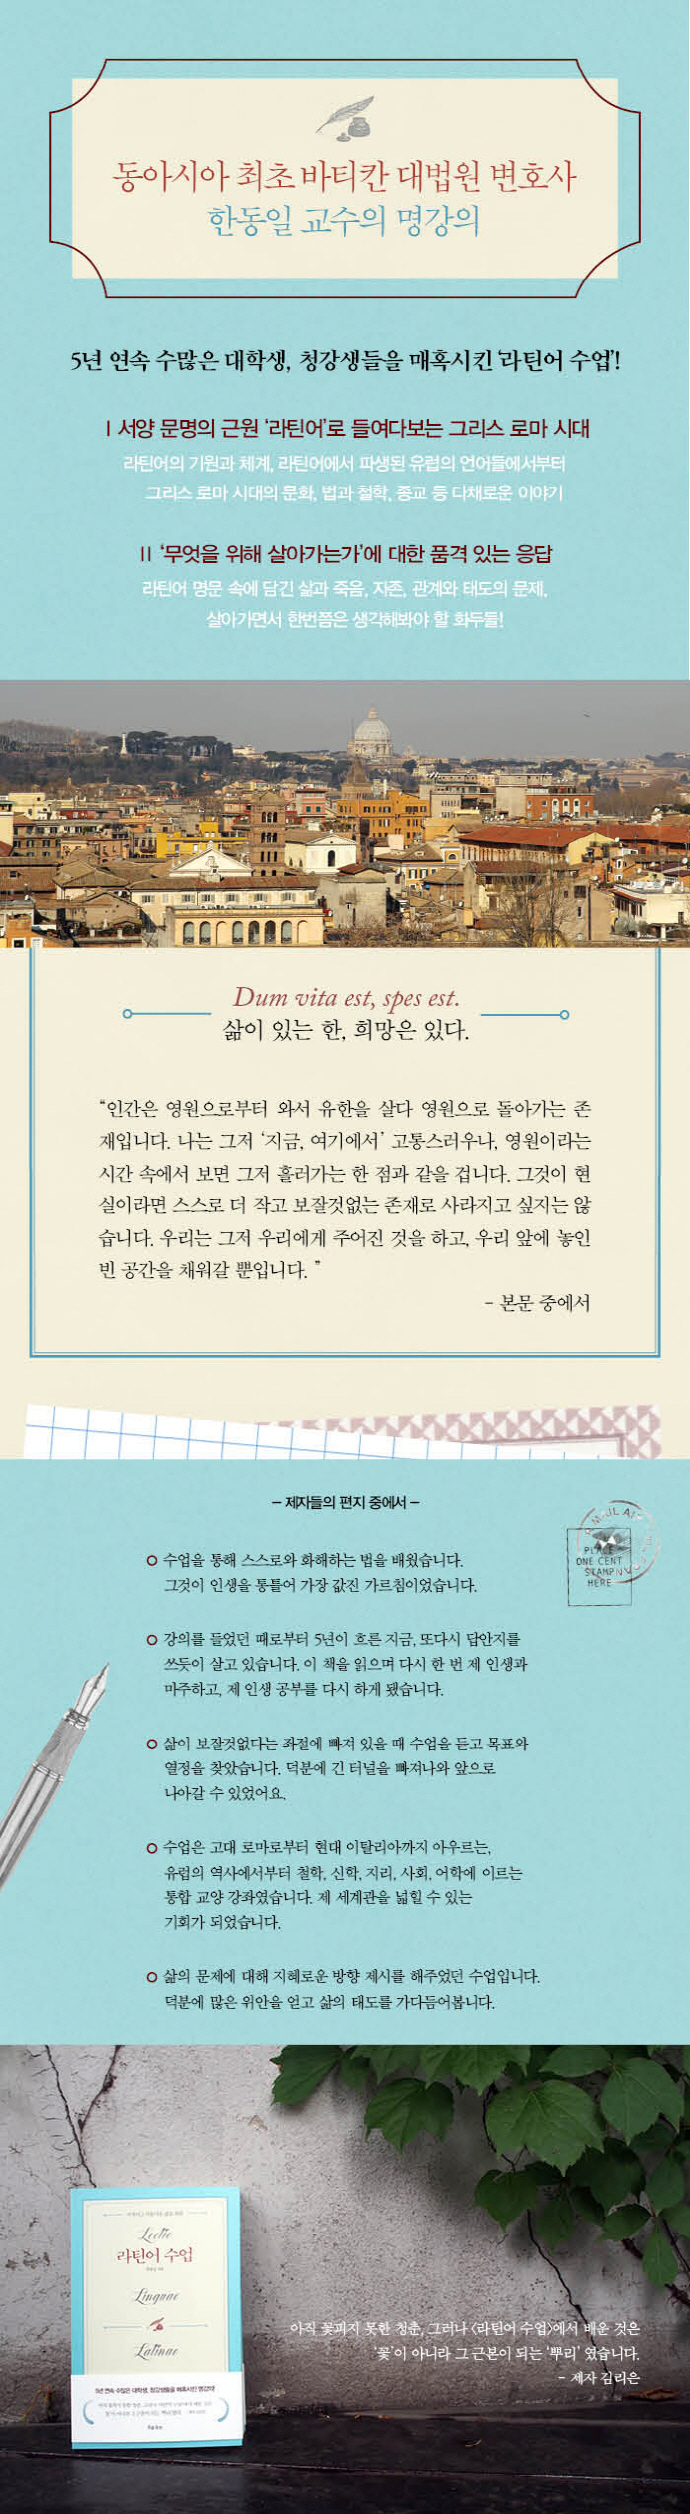 동아시아 최초 바티칸 대법원 변호사
한동일 교수의 명강의
5년 연속 수많은 대학생, 청강생들을 매혹시킨 '라틴어 수업'!
I 서양 문명의 근원 '라틴어'로 들여다보는 그리스 로마 시대
라틴어의 기원과 체계, 라틴어에서 파생된 유럽의 언어들에서부터
그리스 로마 시대의 문화, 법과 철학, 종교 등 다채로운 이야기
II '무엇을 위해 살아가는가'에 대한 품격 있는 응답
라틴어 명문 속에 담긴 삶과 죽음, 자존, 관계와 태도의 문제,
살아가면서 한번쯤은 생각해봐야 할 화두들!
Dum vita est, spes est.
삶이 있는 한, 희망은 있다.
"인간은 영원으로부터 와서 유한을 살다 영원으로 돌아가는 존
재입니다. 나는 그저 '지금, 여기에서' 고통스러우나, 영원이라는
시간 속에서 보면 그저 흘러가는 한 점과 같을 겁니다. 그것이 현
실이라면 스스로 더 작고 보잘것없는 존재로 사라지고 싶지는 않
습니다. 우리는 그저 우리에게 주어진 것을 하고, 우리 앞에 놓인
빈 공간을 채워갈 뿐입니다. "
- 본문 중에서
- 제자들의 편지 중에서 -
PLACE
ONE CENT
STAMP
HERE
수업을 통해 스스로와 화해하는 법을 배웠습니다.
그것이 인생을 통틀어 가장 값진 가르침이었습니다.
강의를 들었던 때로부터 5년이 흐른 지금, 또다시 답안지를
쓰듯이 살고 있습니다. 이 책을 읽으며 다시 한 번 제 인생과
마주하고, 제 인생 공부를 다시 하게 됐습니다.
삶이 보잘것없다는 좌절에 빠져 있을 때 수업을 듣고 목표와
열정을 찾았습니다. 덕분에 긴 터널을 빠져나와 앞으로
나아갈 수 있었어요.
수업은 고대 로마로부터 현대 이탈리아까지 아우르는,
유럽의 역사에서부터 철학, 신학, 지리, 사회, 어학에 이르는
통합 교양 강좌였습니다. 제 세계관을 넓힐 수 있는
기회가 되었습니다.
삶의 문제에 대해 지혜로운 방향 제시를 해주었던 수업입니다.
덕분에 많은 위안을 얻고 삶의 태도를 가다듬어봅니다.
Lectio
라틴어 수업
Linguae
Latinae
5년 연속 수많은 대학생, 청강생들을 매혹시킨 명강의!
아직 꽃피지 못한 청춘, 그러나 <라틴어 수업>에서 배운 것은
'꽃'이 아니라 그 근본이 되는 '뿌리' 였습니다.
- 제자 김리은